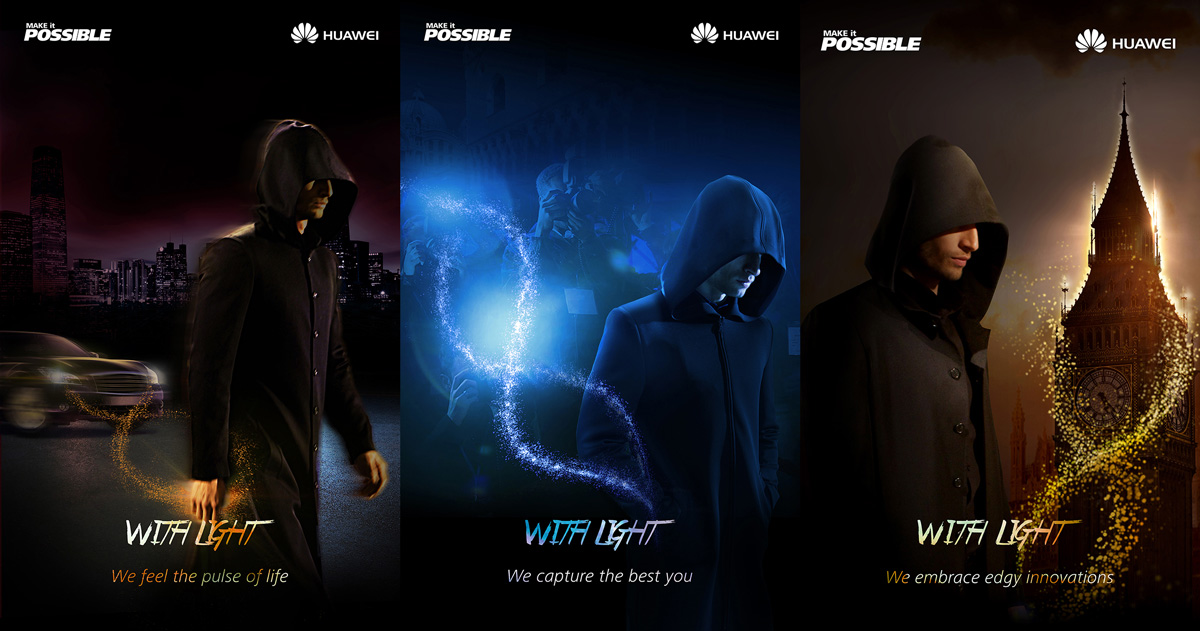 MAKE it
POSSIBLE
HUAWEI
WITH LIGHT
We feel the pulse of life
MAKE it
POSSIBLE
HUAWEI
WITH LIGHT
We capture the best you
MAKE it
POSSIBLE
HUAWEI
WITH LIGHT
We embrace edgy innovations